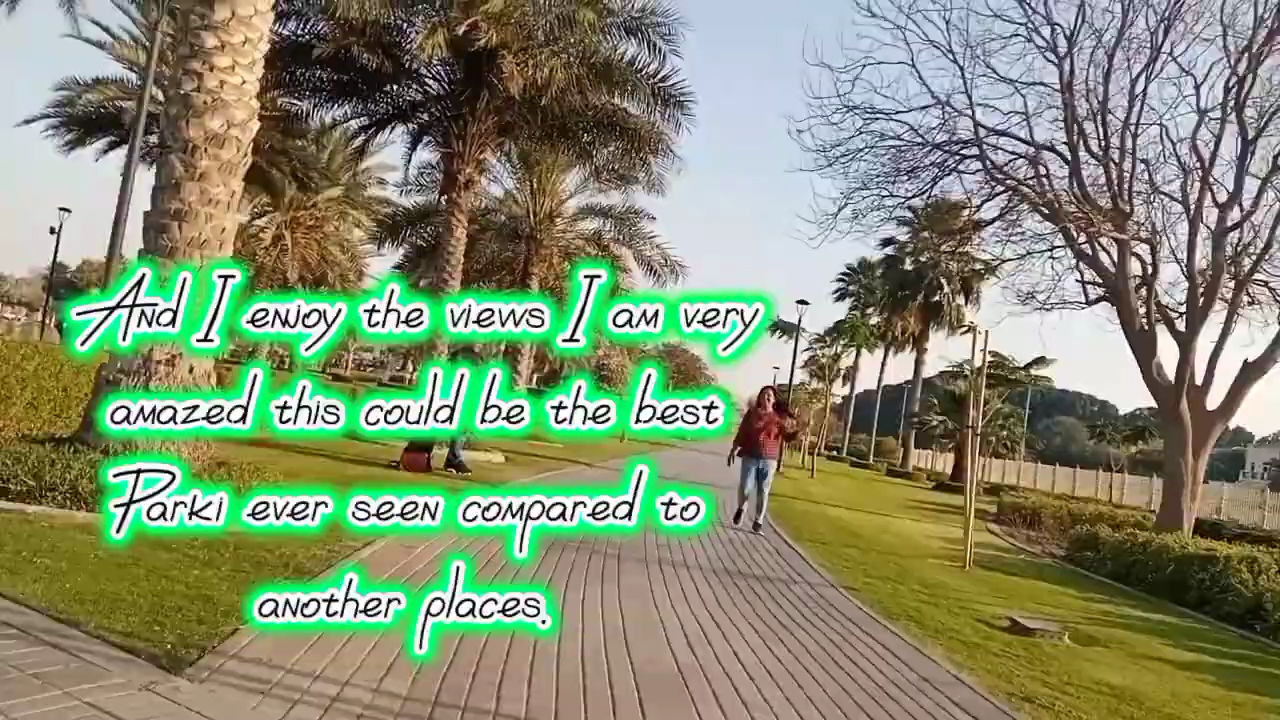 And I enjoy the views I am very
amazed this could be the best
Parki ever seen compared to
another places.